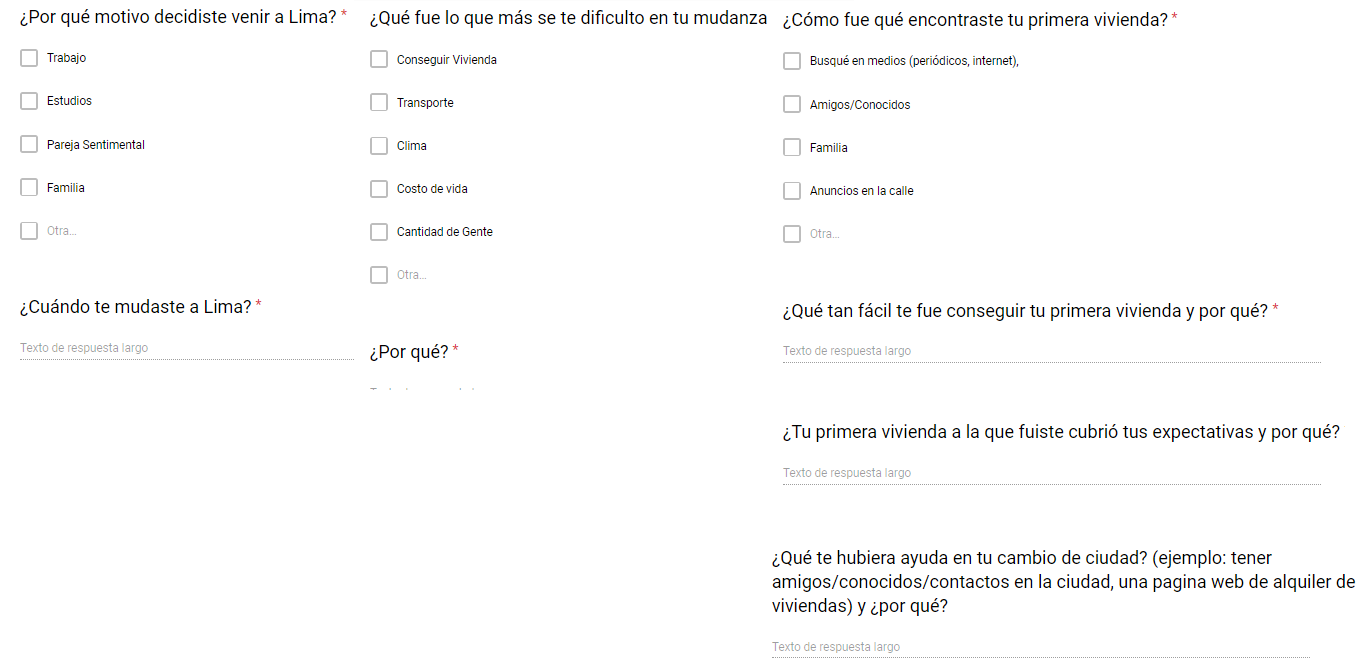 ¿Por qué motivo decidiste venir a Lima? *
Trabajo
Estudios
Pareja Sentimental
Familia
Otra...
¿Cuándo te mudaste a Lima? *
Texto de respuesta largo
¿Qué fue lo que más se te dificulto en tu mudanza
Conseguir Vivienda
Transporte
Clima
Costo de vida
Cantidad de Gente
Otra...
¿Por qué? *
¿Cómo fue qué encontraste tu primera vivienda? *
Busqué en medios (periódicos, internet),
Amigos/Conocidos
Familia
Anuncios en la calle
Otra...
¿Qué tan fácil te fue conseguir tu primera vivienda y por qué? *
Texto de respuesta largo
¿Tu primera vivienda a la que fuiste cubrió tus expectativas y por qué?
Texto de respuesta largo
¿Qué te hubiera ayuda en tu cambio de ciudad? (ejemplo: tener
amigos/conocidos/contactos en la ciudad, una pagina web de alquiler de
viviendas) y ¿por qué?
Texto de respuesta largo